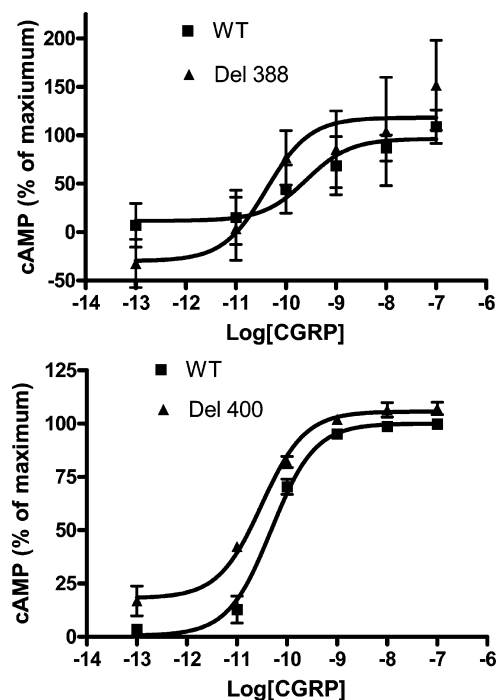 WT
Del 388
200
150
100
50
0
-50
cAMP (% of maxiumum)
-14 -13 -12 -11 -10 -9 -8 -7 -6
Log[CGRP]
WT
Del 400
125
100
75
50
25
0
cAMP (% of maximum)
-14 -13 -12 -11 -10 -9 -8 -7 -6
Log[CGRP]